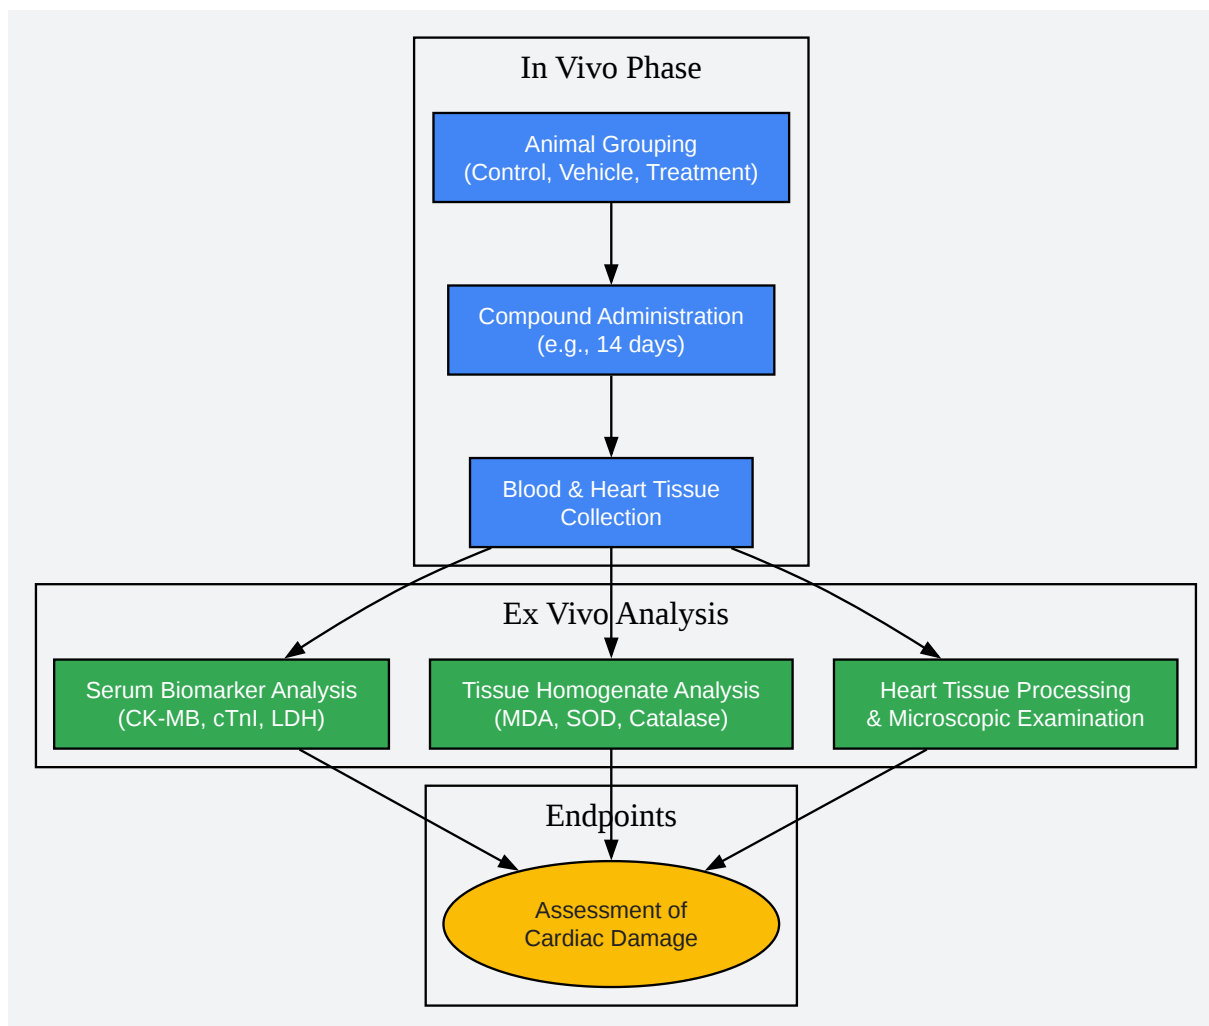 In Vivo Phase
Animal Grouping
(Control, Vehicle, Treatment)
Compound Administration
(e.g., 14 days)
Blood & Heart Tissue
Collection
Ex Vivo Analysis
Serum Biomarker Analysis
(CK-MB, cTnI, LDH)
Tissue Homogenate Analysis
(MDA, SOD, Catalase)
Heart Tissue Processing
& Microscopic Examination
Endpoints
Assessment of
Cardiac Damage